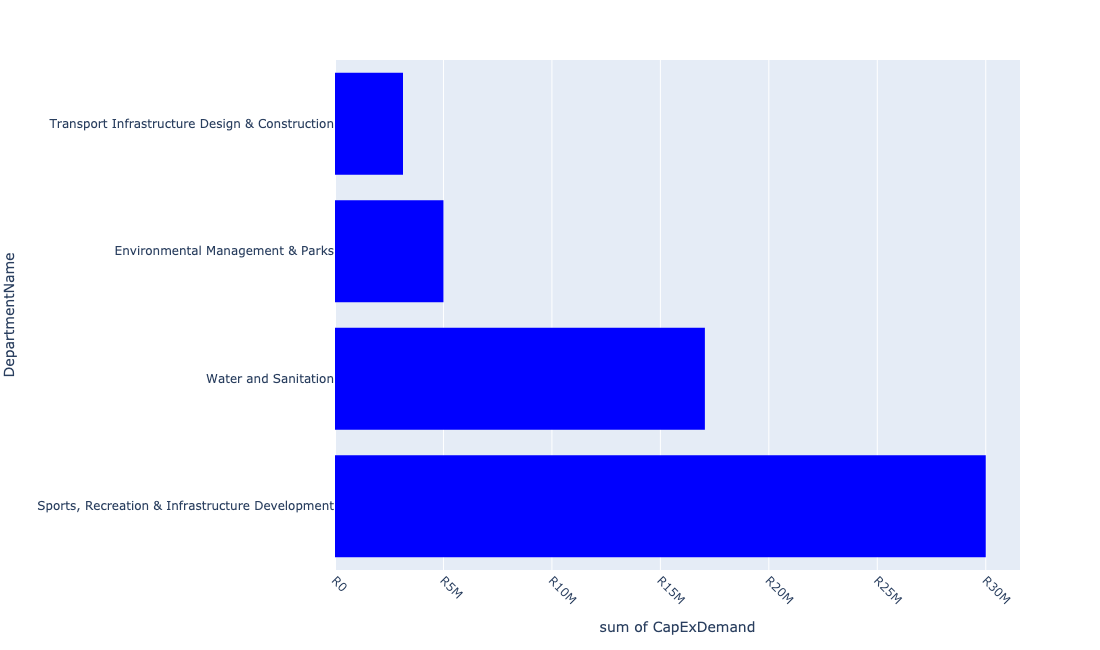 DepartmentName
Transport Infrastructure Design & Construction
Environmental Management & Parks
Water and Sanitation
Sports, Recreation & Infrastructure Development
R0
R5M
R10M
R15M
R20M
R25M
R30M
sum of CapExDemand